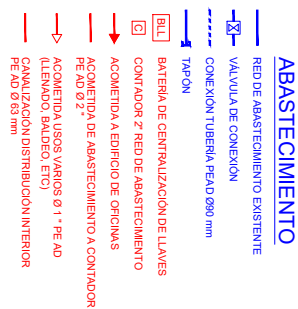 ABASTECIMIENTO
RED DE ABASTECIMIENTO EXISTENTE
VÁLVULA DE CONEXIÓN
CONEXIÓN TUBERÍA PEAD Ø90 mm
TAPÓN
BLL
BATERÍA DE CENTRALIZACIÓN DE LLAVES
C
CONTADOR 2" RED DE ABASTECIMIENTO
ACOMETIDA A EDIFICIO DE OFICINAS
ACOMETIDA DE ABASTECIMIENTO A CONTADOR
PE AD Ø 2"
ACOMETIDA USOS VARIOS Ø 1" PE AD
(LLENADO, BALDEO, ETC)
CANALIZACIÓN DISTRIBUCIÓN INTERIOR
PE AD Ø 63 mm